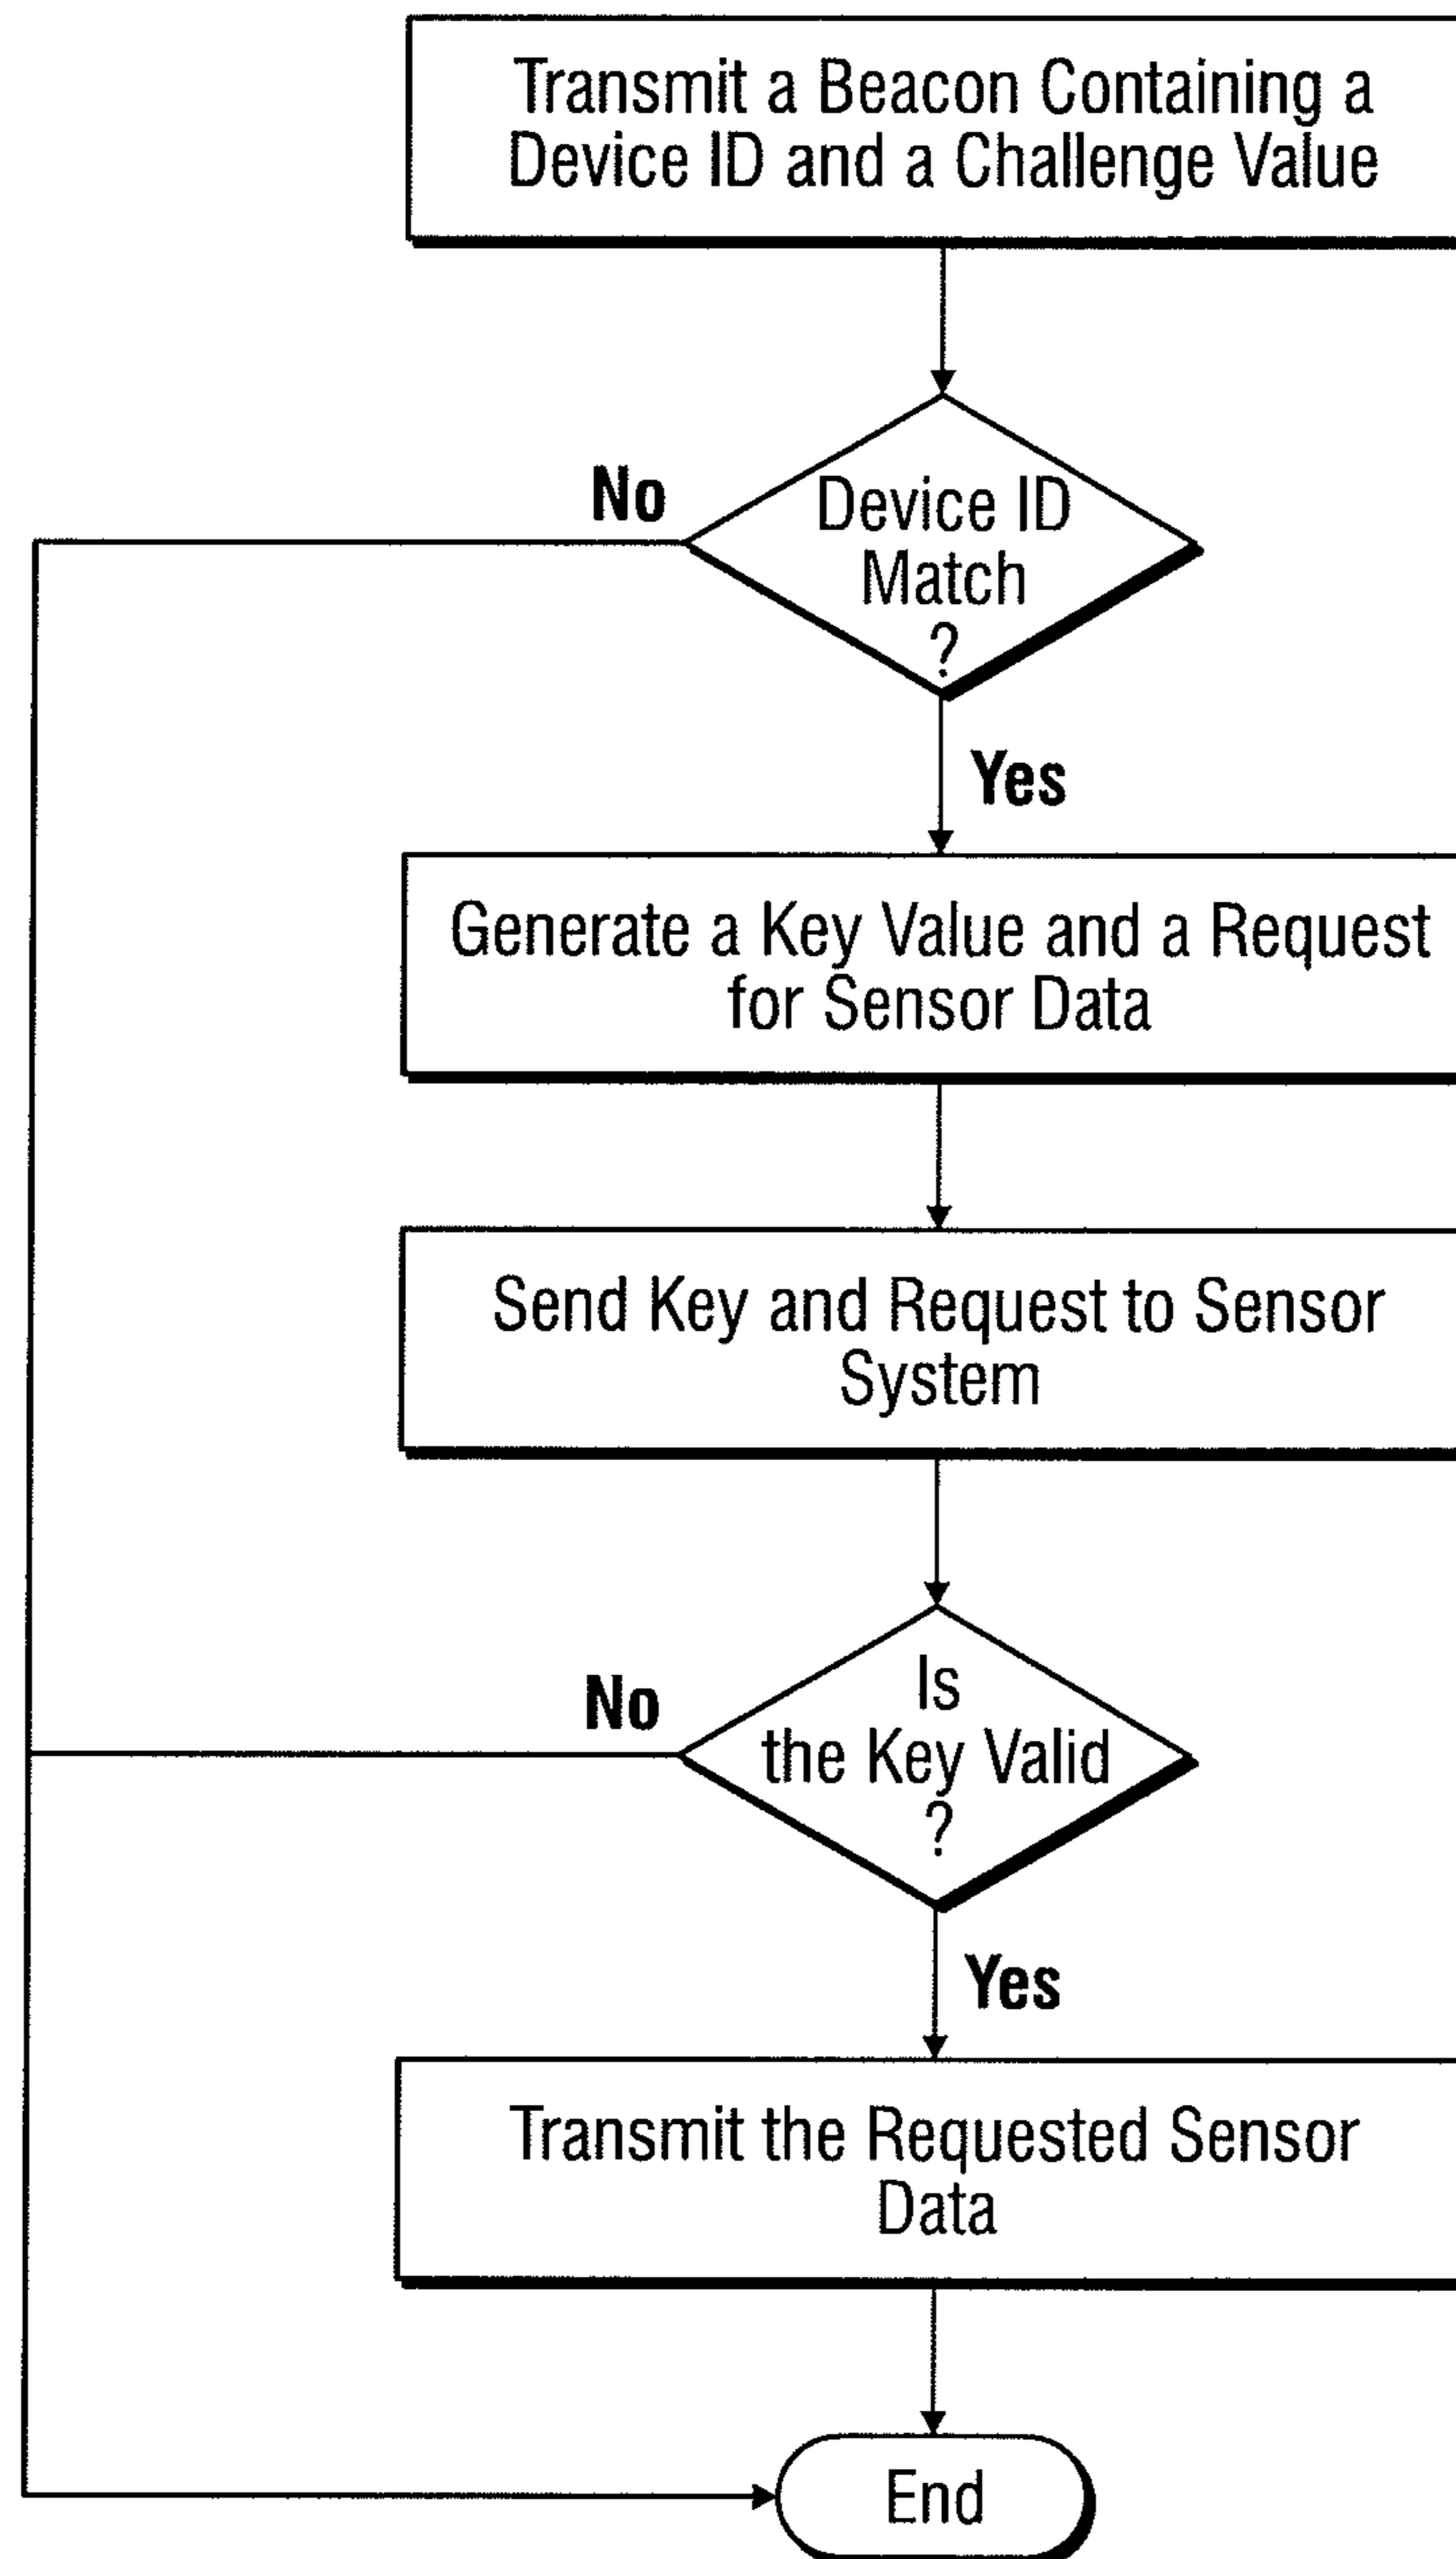 Transmit a Beacon Containing a
Device ID and a Challenge Value
No
Device ID
Match
?
Yes
Generate a Key Value and a Request
for Sensor Data
Send Key and Request to Sensor
System
No
Is
the Key Valid
?
Yes
Transmit the Requested Sensor
Data
End